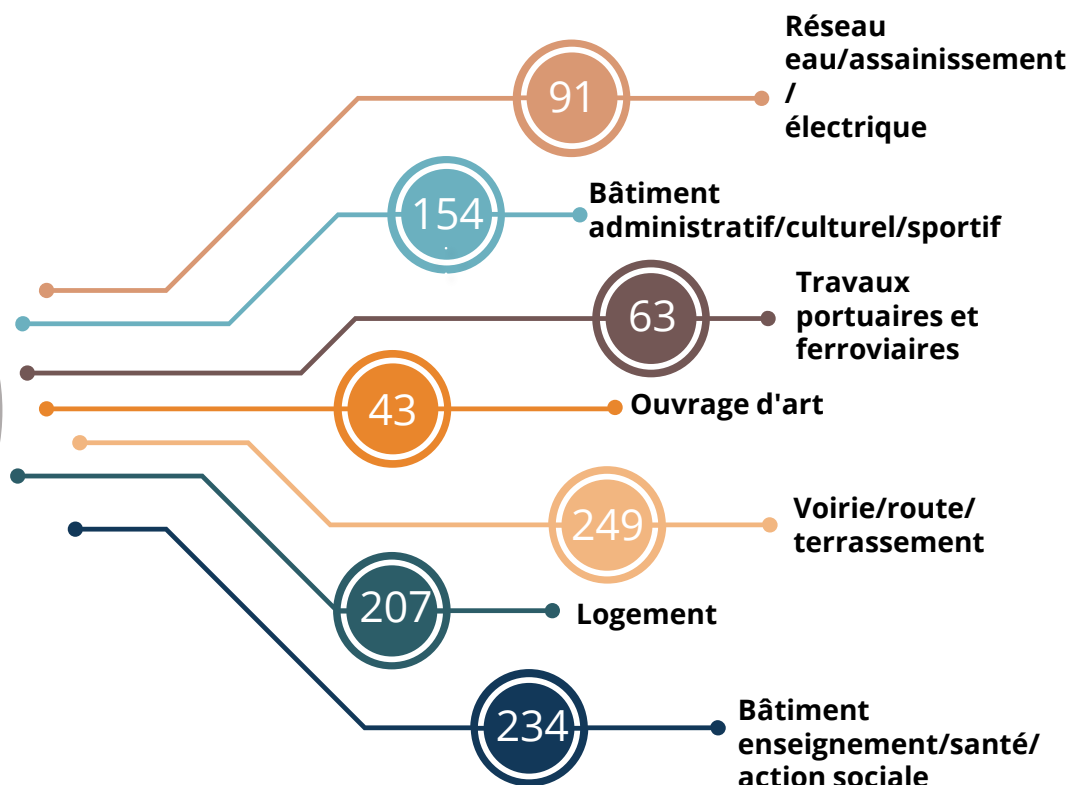 91
Réseau
eau/assainissement
/
électrique
154
Bâtiment
administratif/culturel/sportif
63
Travaux
portuaires et
ferroviaires
43
Ouvrage d'art
249
Voirie/route/
terrassement
207
Logement
234
Bâtiment
enseignement/santé/
action sociale